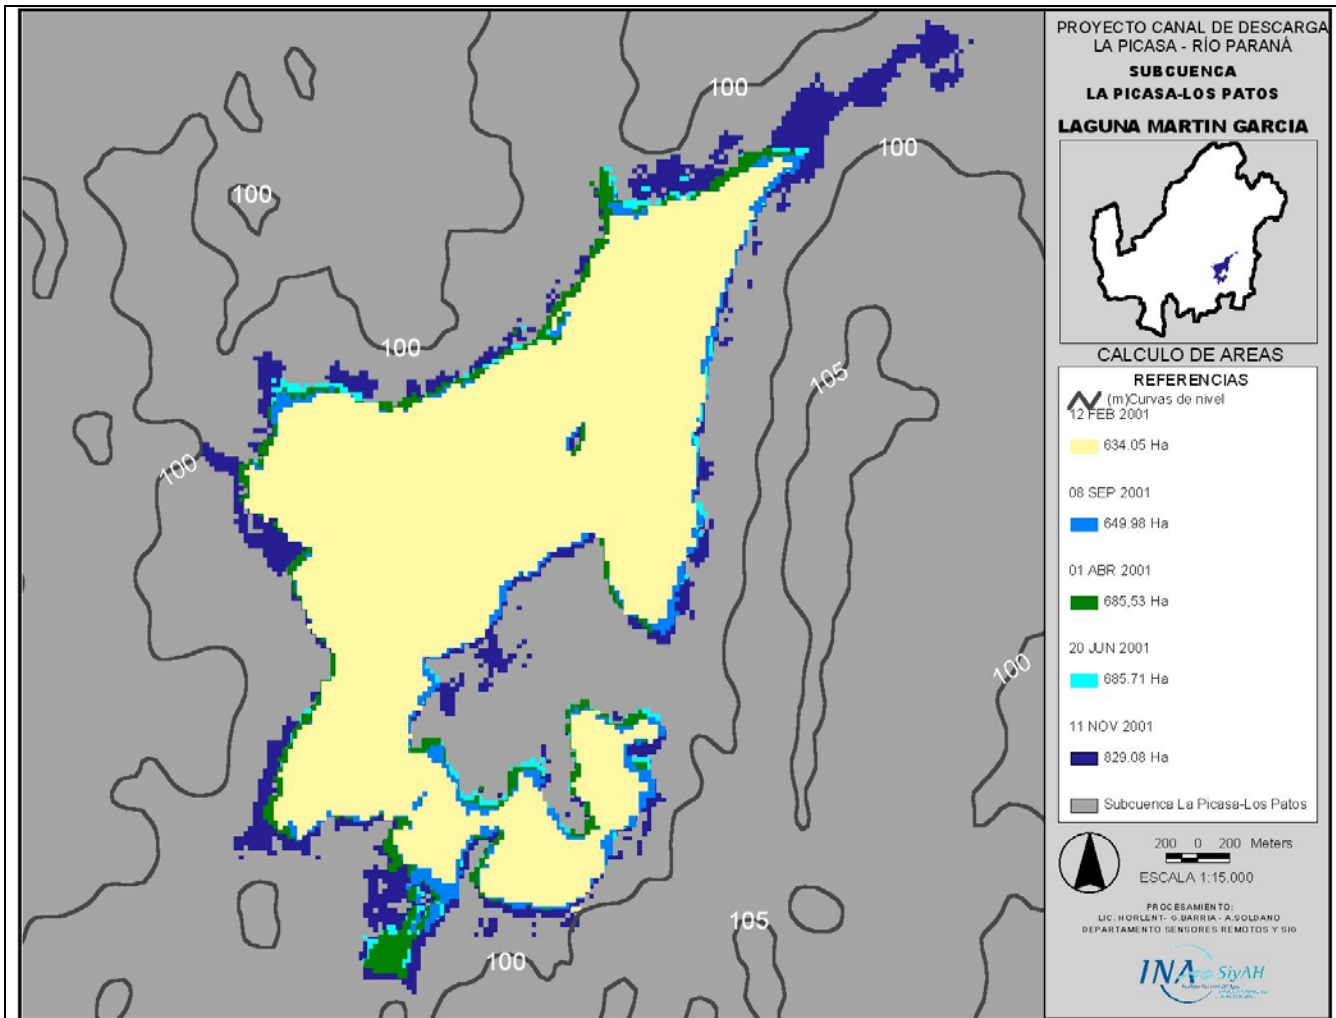 PROYECTO CANAL DE DESCARGA
LA PICASA - RÍO PARANÁ
SUBCUENCA
LA PICASA-LOS PATOS
LAGUNA MARTIN GARCIA
CALCULO DE AREAS
REFERENCIAS
(m)Curvas de nivel
12 FEB 2001
634.05 Ha
08 SEP 2001
649.98 Ha
01 ABR 2001
685,53 Ha
20 JUN 2001
685.71 Ha
11 NOV 2001
829.08 Ha
Subcuenca La Picasa-Los Patos
200 0 200 Meters
ESCALA 1:15.000
PROCESAMIENTO:
LIC. HORLENT- G.BARRIA - A.SOLDANO
DEPARTAMENTO SENSORES REMOTOS Y SIG
INA SiyAH
100
100
100
100
105
100
100
105
100